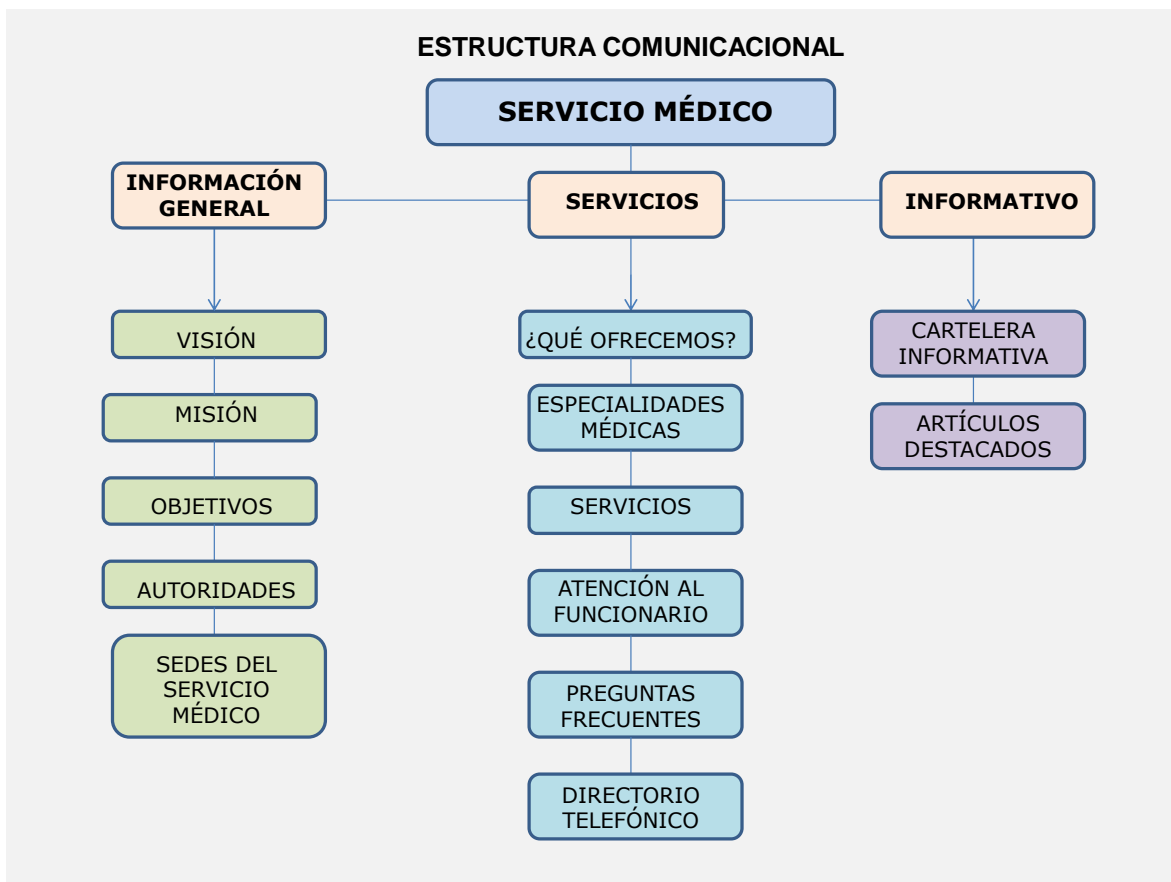 ESTRUCTURA COMUNICACIONAL
SERVICIO MÉDICO
INFORMACIÓN
GENERAL
SERVICIOS
INFORMATIVO
VISIÓN
MISIÓN
OBJETIVOS
AUTORIDADES
SEDES DEL
SERVICIO
MÉDICO
¿QUÉ OFRECEMOS?
ESPECIALIDADES
MÉDICAS
SERVICIOS
ATENCIÓN AL
FUNCIONARIO
PREGUNTAS
FRECUENTES
DIRECTORIO
TELEFÓNICO
CARTELERA
INFORMATIVA
ARTÍCULOS
DESTACADOS